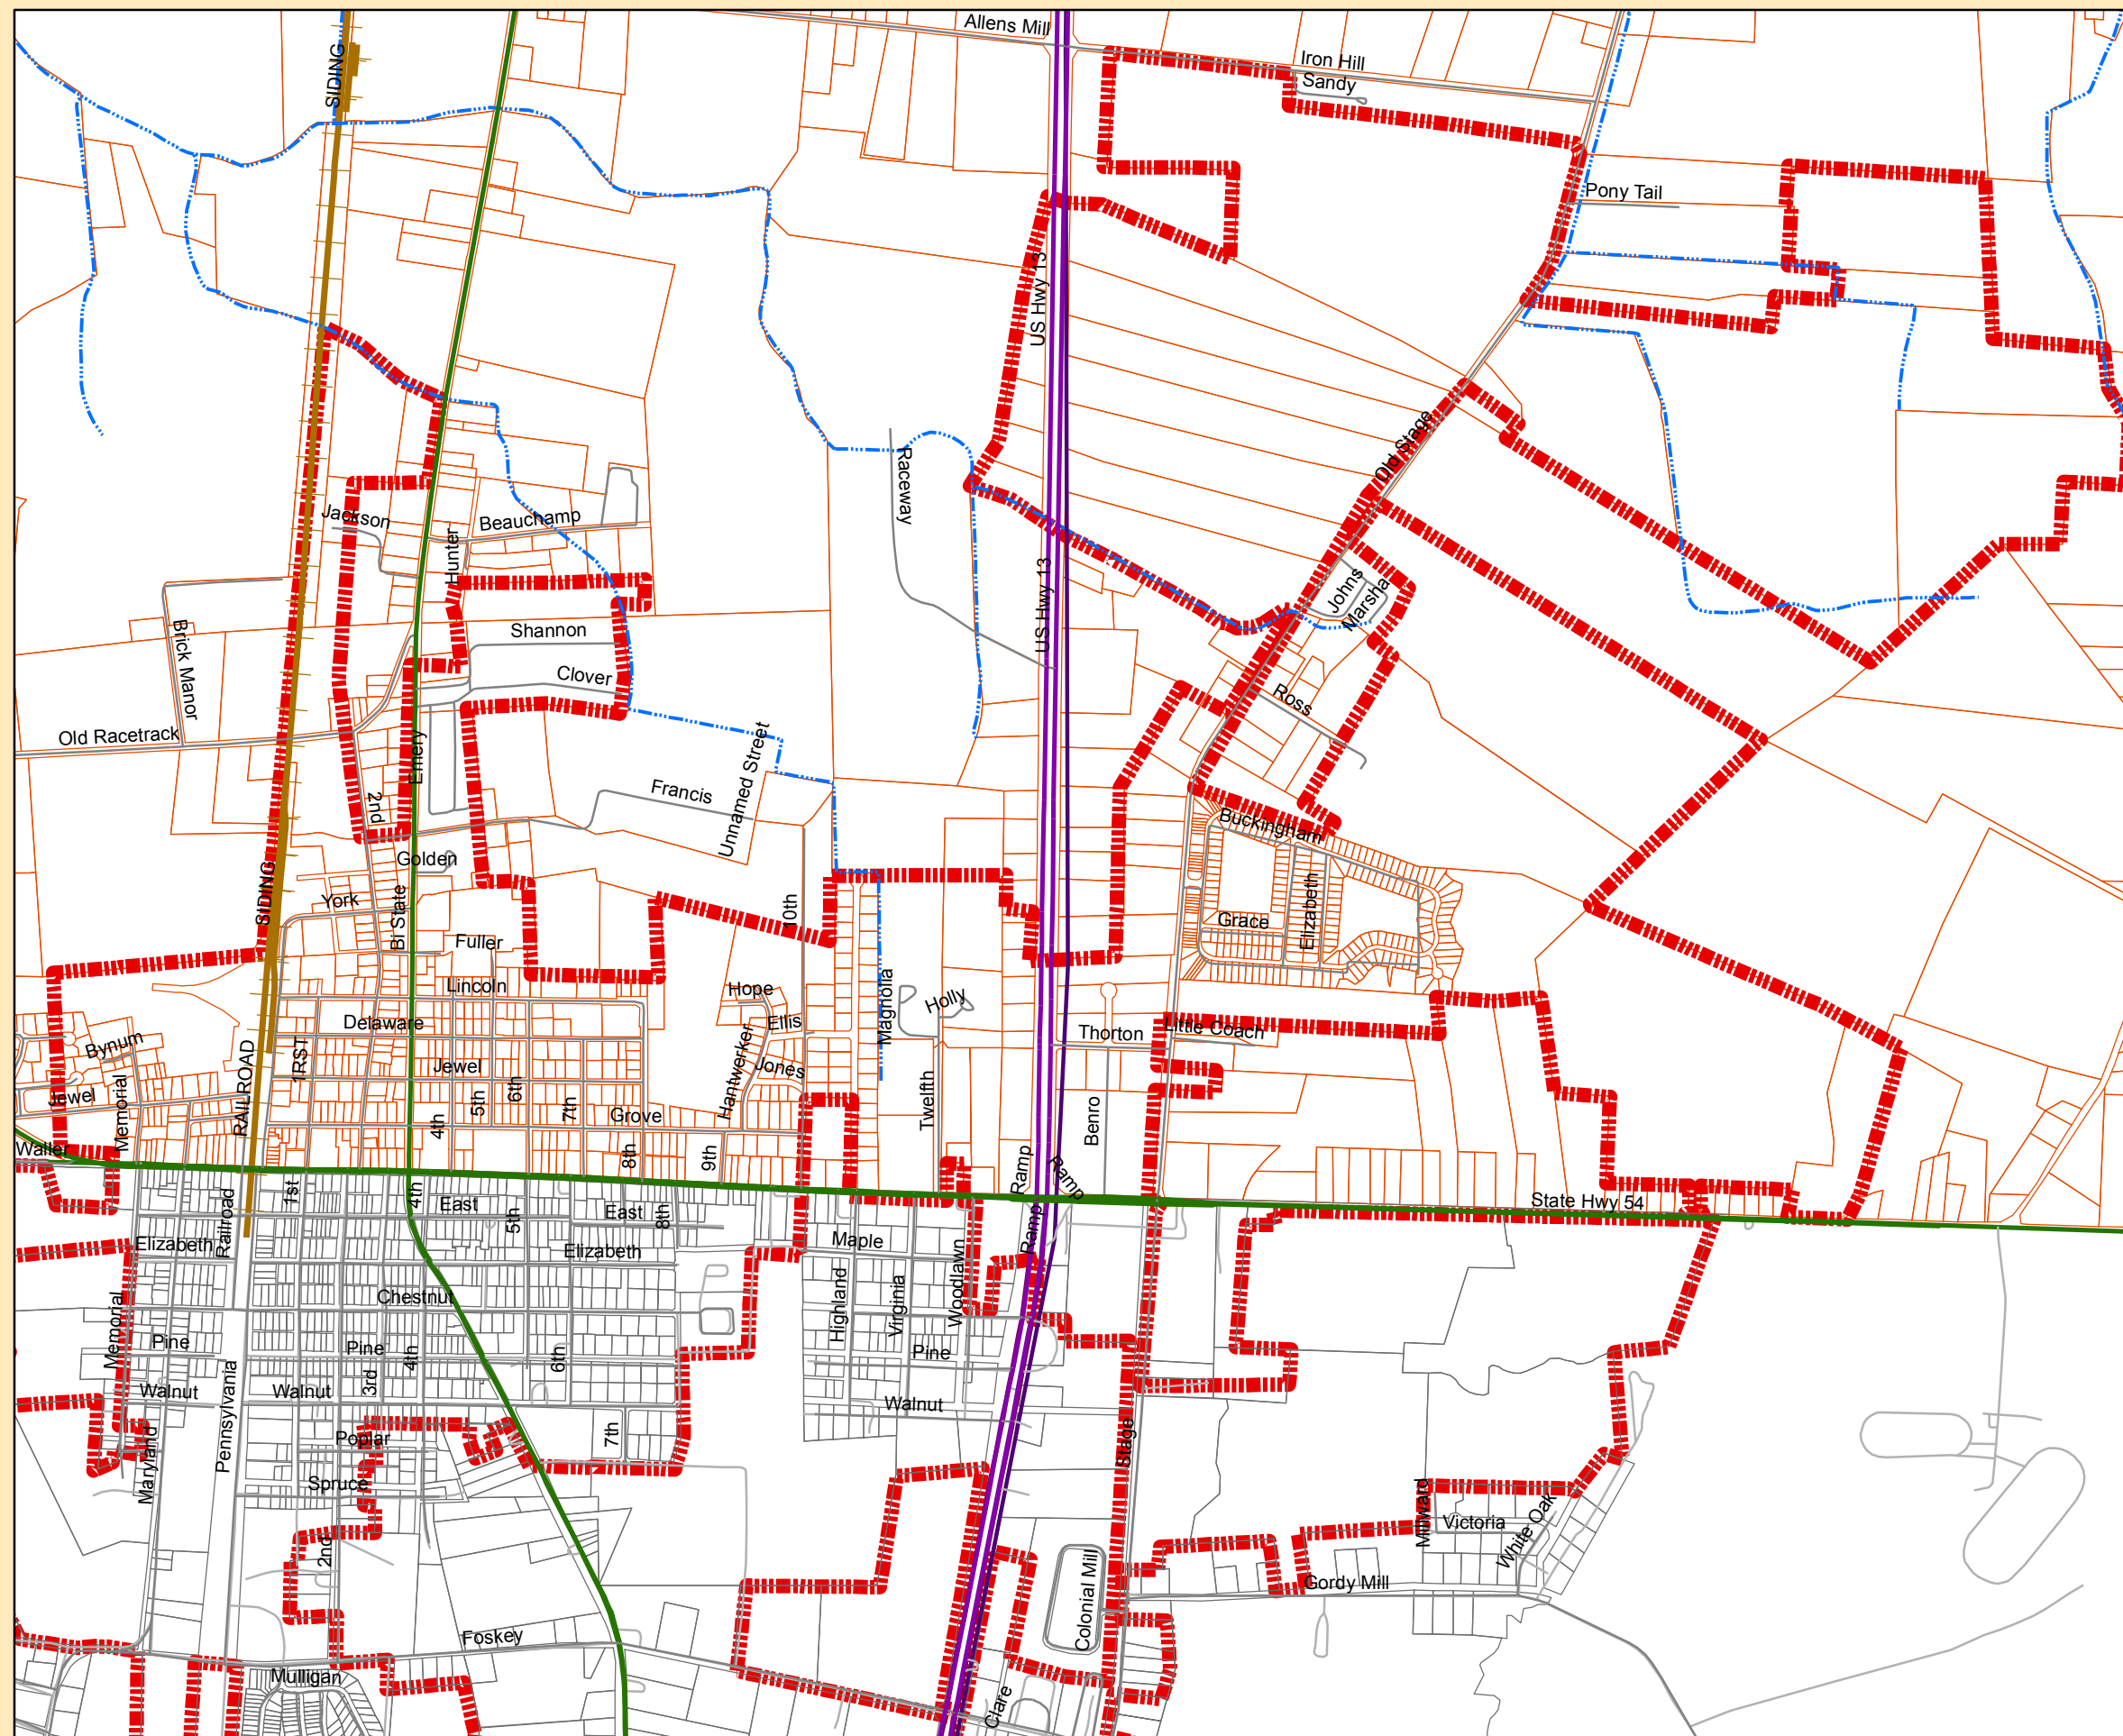 Allens Mill
Iron Hill
Sandy
SIDING
Pony Tail
US Hwy 13
Old Stage
Raceway
Jackson
Beauchamp
Hunter
US Hwy 13
Johns
Marsha
Brick Manor
Shannon
Clover
Ross
Old Racetrack
Emery
Unnamed Street
2nd
Francis
Buckingham
Golden
SIDING
York
Bi State
10th
Elizabeth
Grace
Fuller
Lincoln
Hope
Holly
Magnolia
Delaware
Ellis
Thorton
Little Coach
Bynum
1RST
Jewel
Hantwerker
Jones
RAILROAD
Jewel
Memorial
5th
6th
7th
Grove
Twelfth
Benro
4th
8th
9th
Waller
Ramp
Ramp
1st
4th
East
East
State Hwy 54
Railroad
5th
8th
Ramp
Elizabeth
Elizabeth
Maple
Chestnut
Memorial
Highland
Virginia
Woodlawn
Pine
Pine
4th
6th
Pine
Walnut
Walnut
3rd
Walnut
Pennsylvania
Poplar
7th
Stage
Maryland
Spruce
Millward
Victoria
White Oak
2nd
Gordy Mill
Colonial Mill
Foskey
Mulligan
Clare